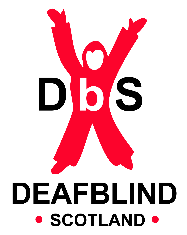 DbS
DEAFBLIND
• SCOTLAND •